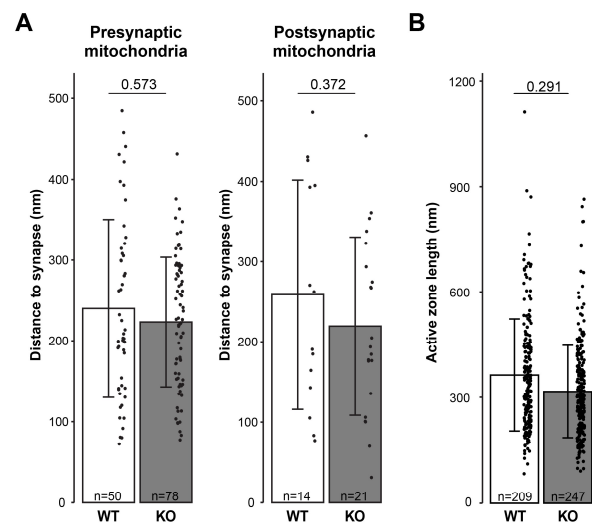 A
Presynaptic
mitochondria
0.573
Distance to synapse (nm)
500
400
300
200
100
0
n=50
n=78
WT
KO
Postsynaptic
mitochondria
0.372
Distance to synapse (nm)
500
400
300
200
100
0
n=14
n=21
WT
KO
B
0.291
Active zone length (nm)
1200
900
600
300
0
n=209
n=247
WT
KO